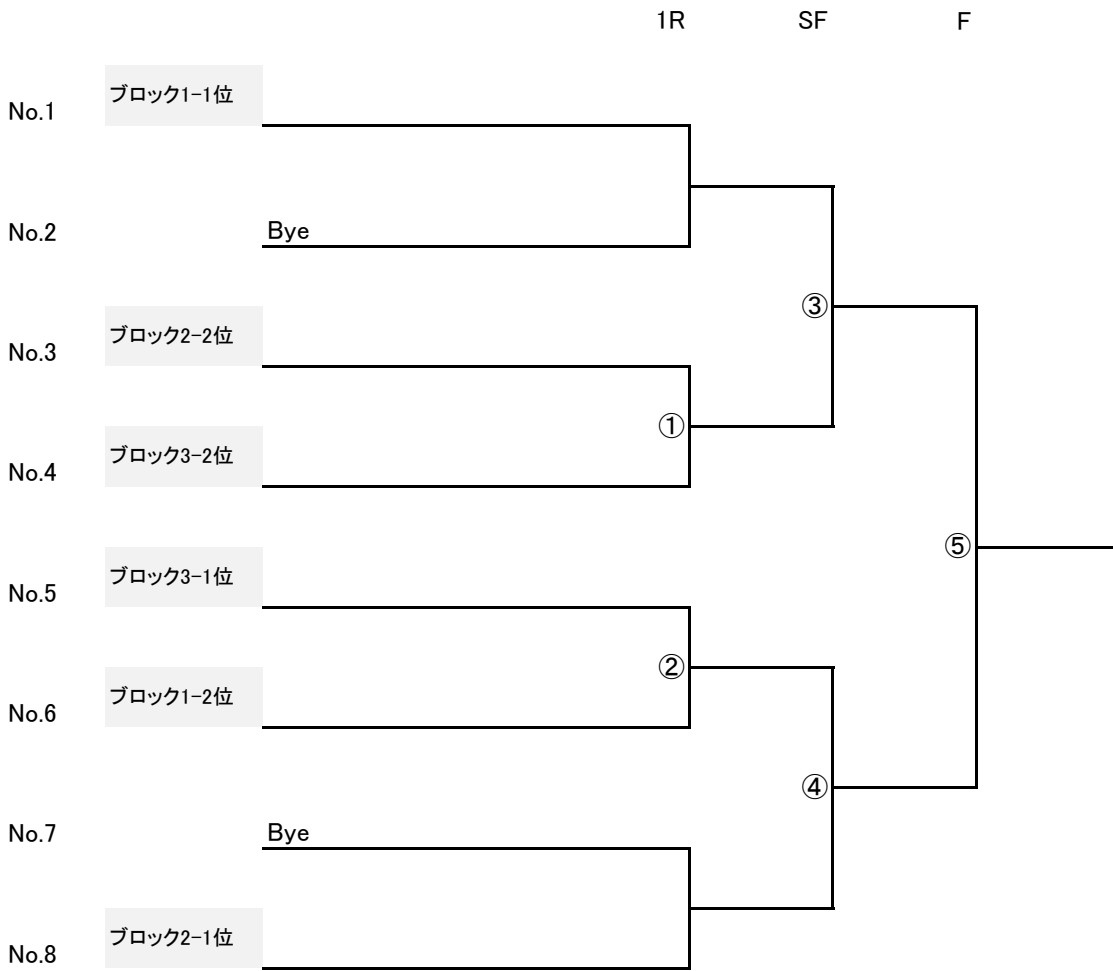 1R SF F
ブロック1-1位
No.1
No.2 Bye
ブロック2-2位
③
No.3
①
ブロック3-2位
No.4
⑤
ブロック3-1位
No.5
②
ブロック1-2位
No.6
④
No.7 Bye
ブロック2-1位
No.8